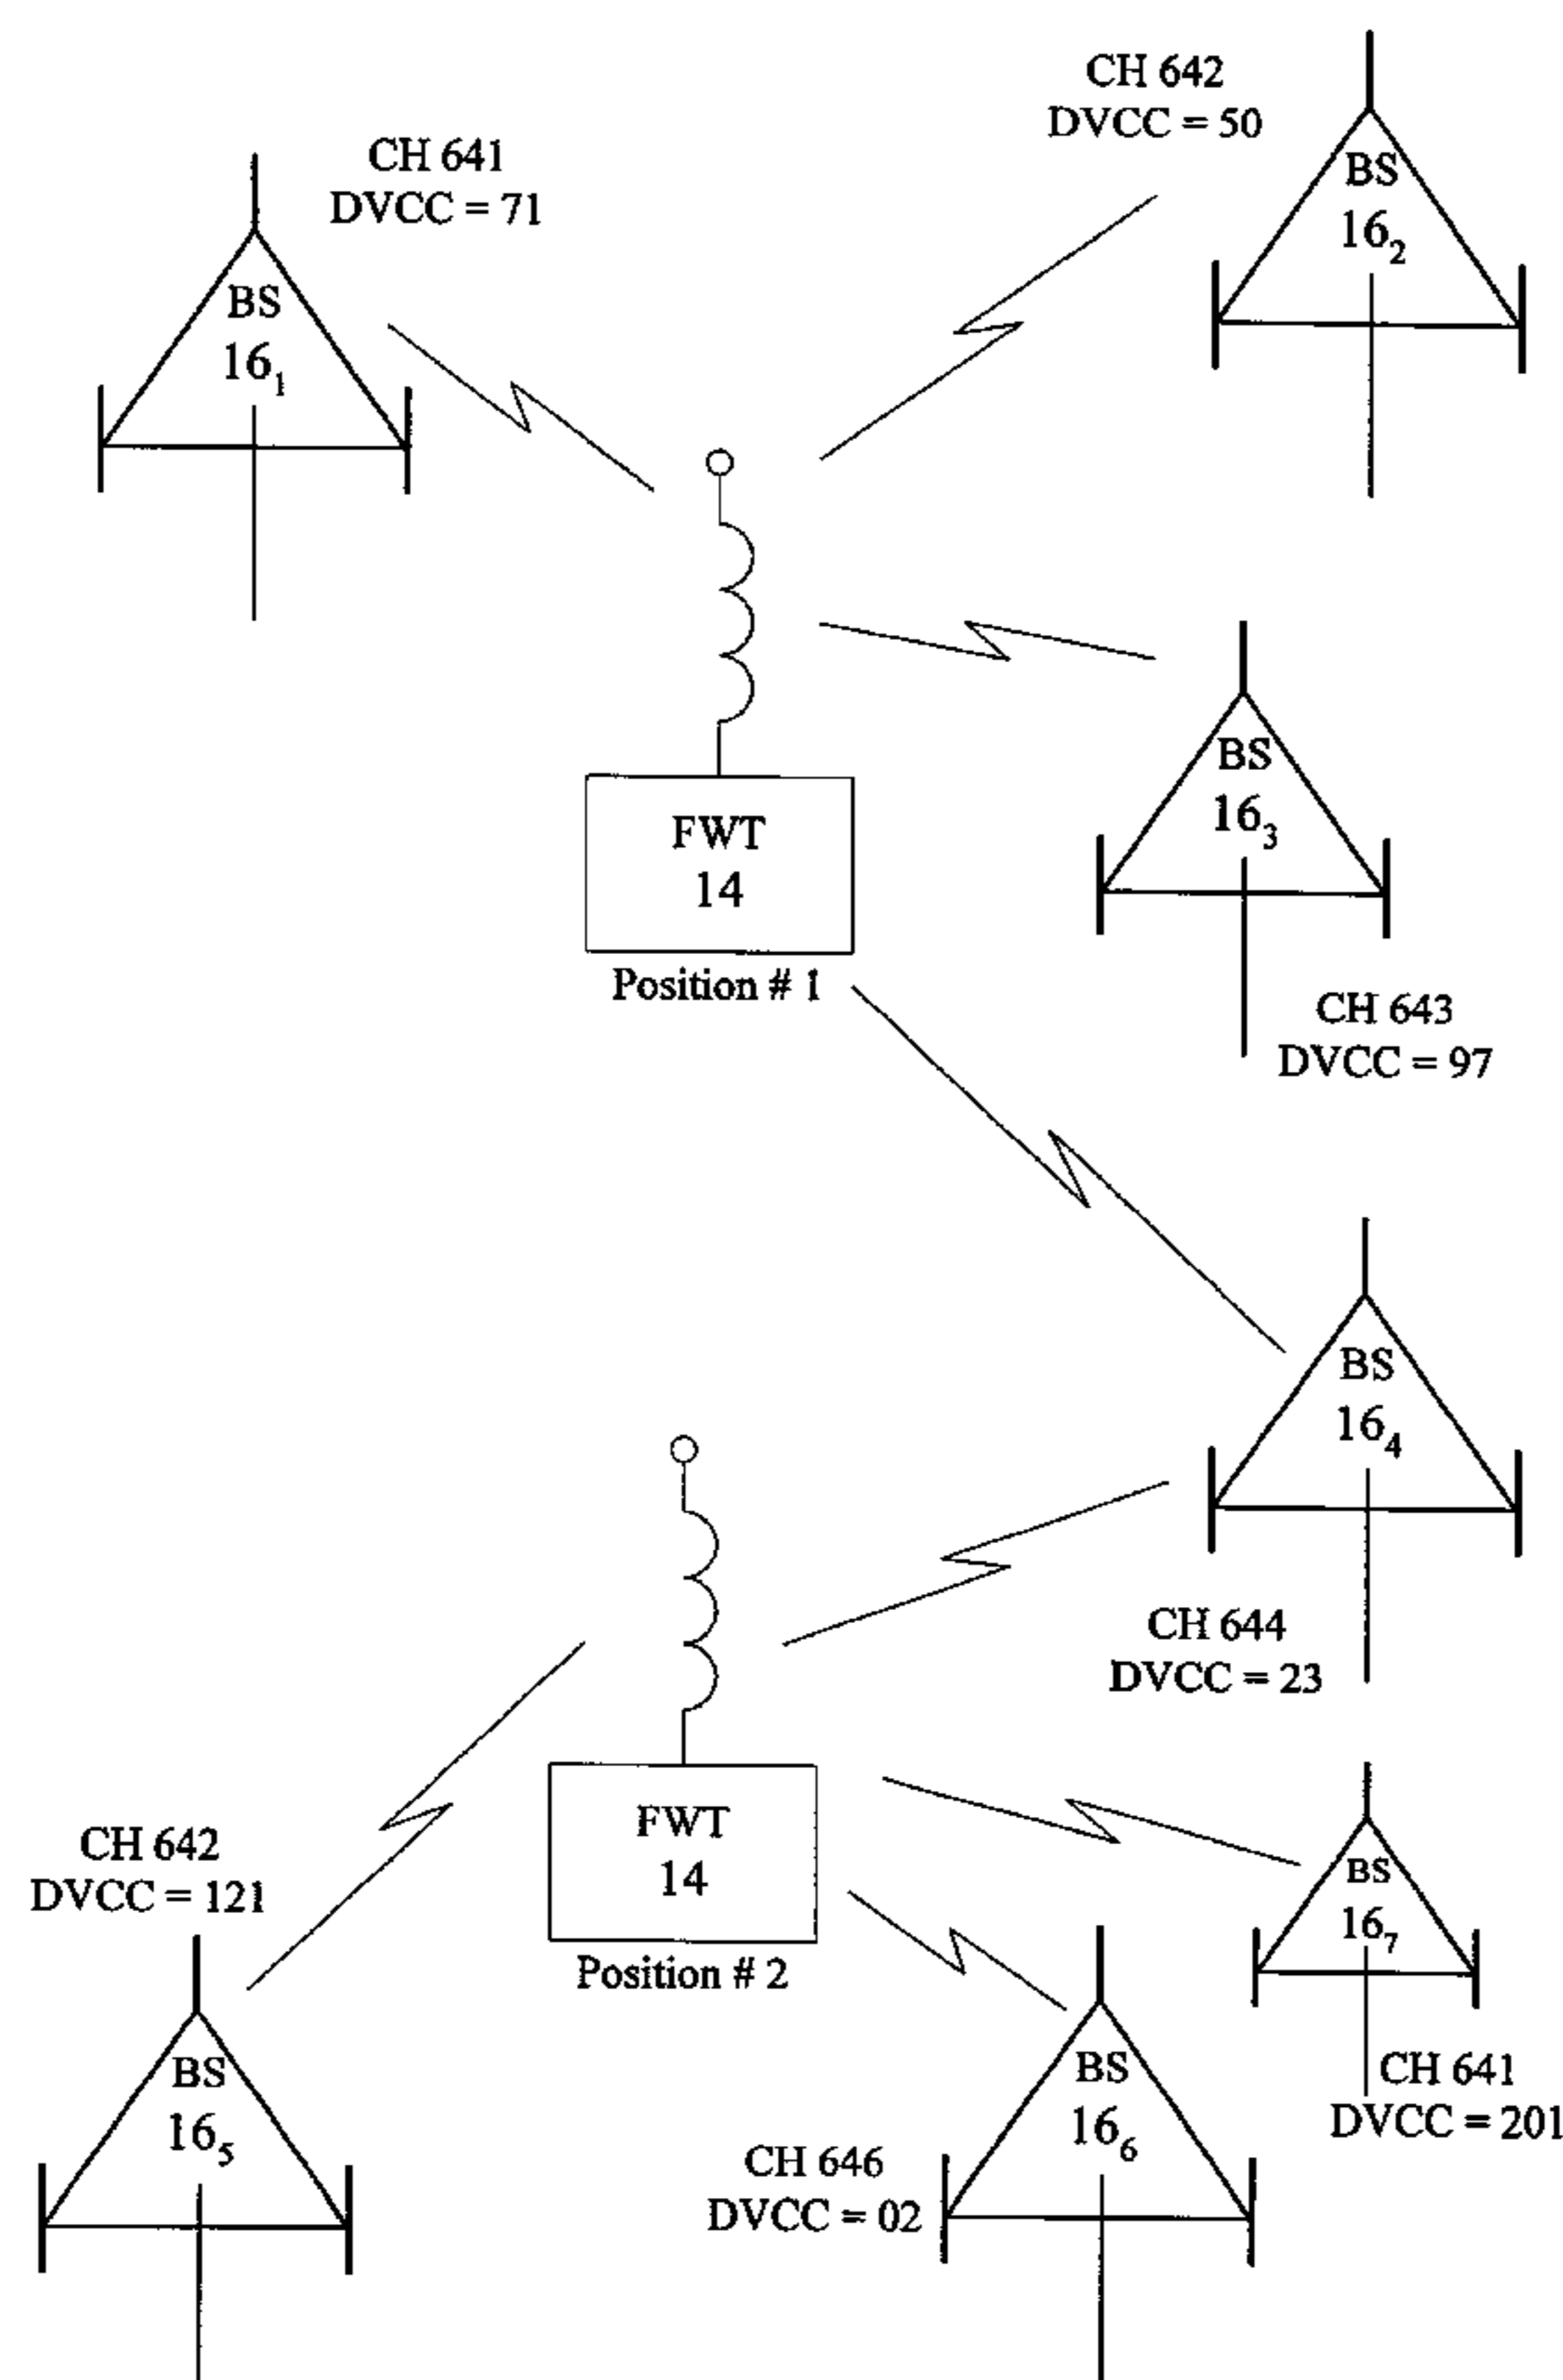 CH 642
DVCC = 50
BS
16₂
CH 641
DVCC = 71
BS
16₁
BS
16₃
FWT
14
Position # 1
CH 643
DVCC = 97
BS
16₄
CH 644
DVCC = 23
FWT
14
Position # 2
CH 642
DVCC = 121
BS
16₇
CH 641
DVCC = 201
BS
16₅
BS
16₆
CH 646
DVCC = 02